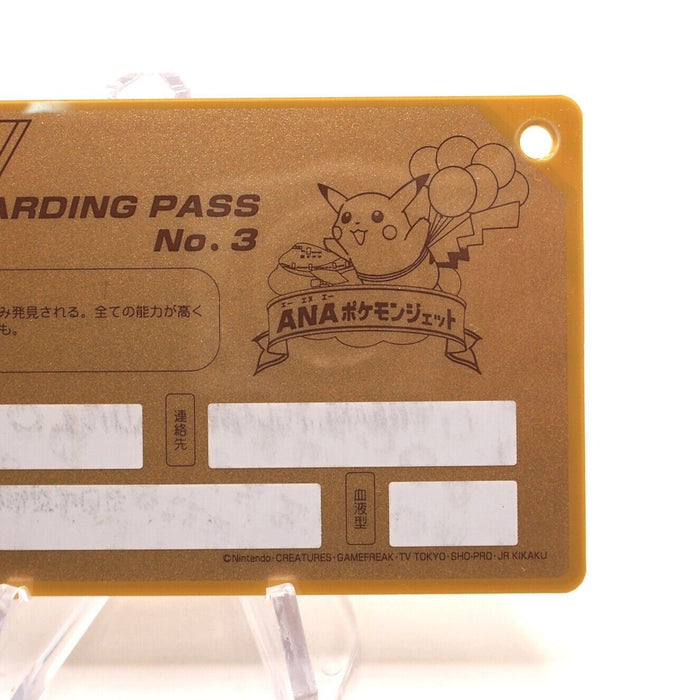 ARDING PASS
No. 3
エー エヌ エー
ANAポケモンジェット
み発見される。全ての能力が高く
も。
連絡先
血液型
©Nintendo・CREATURES・GAMEFREAK・TV TOKYO・SHO-PRO・JR KIKAKU